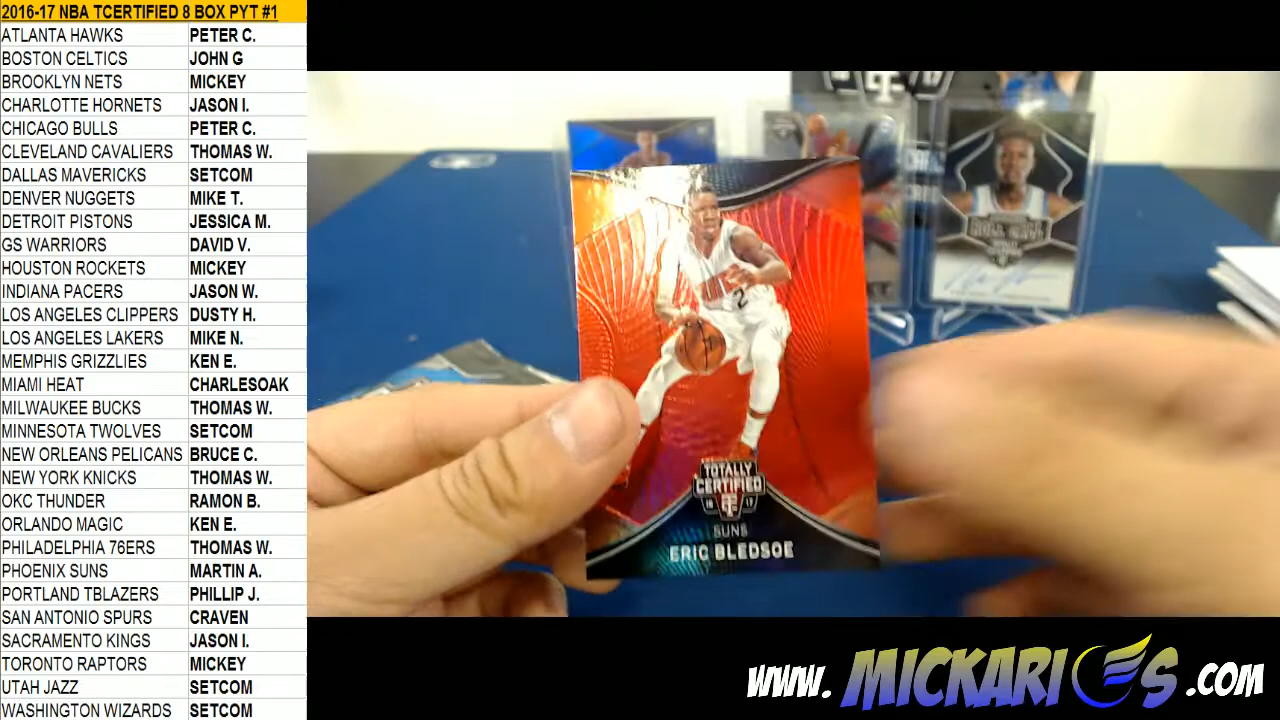 2016-17 NBA TCERTIFIED 8 BOX PYT #1
ATLANTA HAWKS PETER C.
BOSTON CELTICS JOHN G
BROOKLYN NETS MICKEY
CHARLOTTE HORNETS JASON I.
CHICAGO BULLS PETER C.
CLEVELAND CAVALIERS THOMAS W.
DALLAS MAVERICKS SETCOM
DENVER NUGGETS MIKE T.
DETROIT PISTONS JESSICA M.
GS WARRIORS DAVID V.
HOUSTON ROCKETS MICKEY
INDIANA PACERS JASON W.
LOS ANGELES CLIPPERS DUSTY H.
LOS ANGELES LAKERS MIKE N.
MEMPHIS GRIZZLIES KEN E.
MIAMI HEAT CHARLESOAK
MILWAUKEE BUCKS THOMAS W.
MINNESOTA TWOLVES SETCOM
NEW ORLEANS PELICANS BRUCE C.
NEW YORK KNICKS THOMAS W.
OKC THUNDER RAMON B.
ORLANDO MAGIC KEN E.
PHILADELPHIA 76ERS THOMAS W.
PHOENIX SUNS MARTIN A.
PORTLAND TBLAZERS PHILLIP J.
SAN ANTONIO SPURS CRAVEN
SACRAMENTO KINGS JASON I.
TORONTO RAPTORS MICKEY
UTAH JAZZ SETCOM
WASHINGTON WIZARDS SETCOM
ROLL CALL
2
TOTALLY
CERTIFIED
16 17
SUNS
ERIC BLEDSOE
www.MICKARIES.com